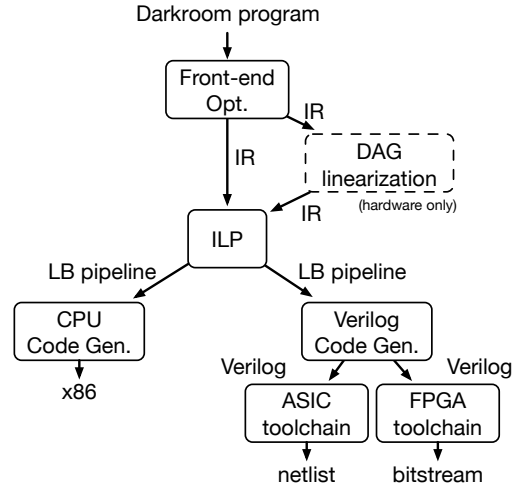 Darkroom program
Front-end
Opt.
IR
IR
DAG
linearization
IR
(hardware only)
ILP
LB pipeline
LB pipeline
CPU
Code Gen.
Verilog
Code Gen.
x86
Verilog
Verilog
ASIC
toolchain
FPGA
toolchain
netlist
bitstream